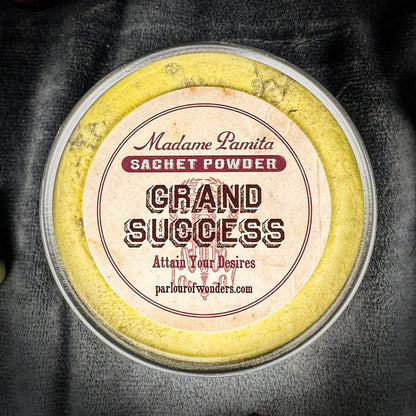 Madame Pamita
SACHET POWDER
GRAND
SUCCESS
Attain Your Desires
parlourofwonders.com